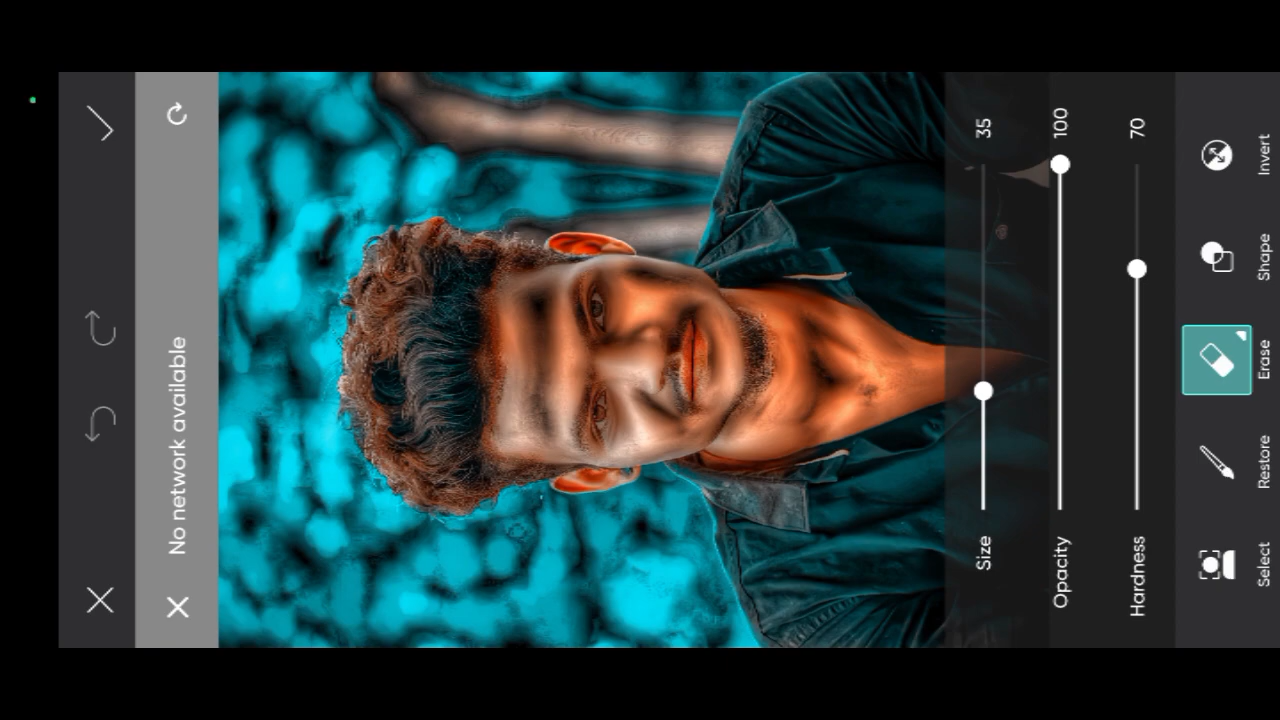 No network available
Size 35
Opacity 100
Hardness 70
Select Restore Erase Shape Invert